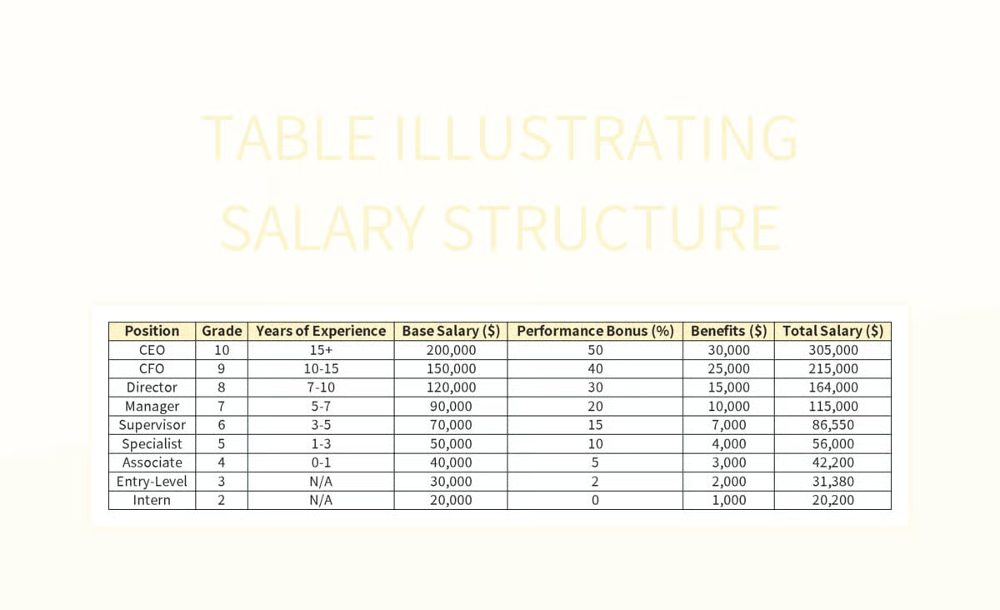 TABLE ILLUSTRATING
SALARY STRUCTURE
Position Grade Years of Experience Base Salary ($) Performance Bonus (%) Benefits ($) Total Salary ($)
CEO 10 15+ 200,000 50 30,000 305,000
CFO 9 10-15 150,000 40 25,000 215,000
Director 8 7-10 120,000 30 15,000 164,000
Manager 7 5-7 90,000 20 10,000 115,000
Supervisor 6 3-5 70,000 15 7,000 86,550
Specialist 5 1-3 50,000 10 4,000 56,000
Associate 4 0-1 40,000 5 3,000 42,200
Entry-Level 3 N/A 30,000 2 2,000 31,380
Intern 2 N/A 20,000 0 1,000 20,200